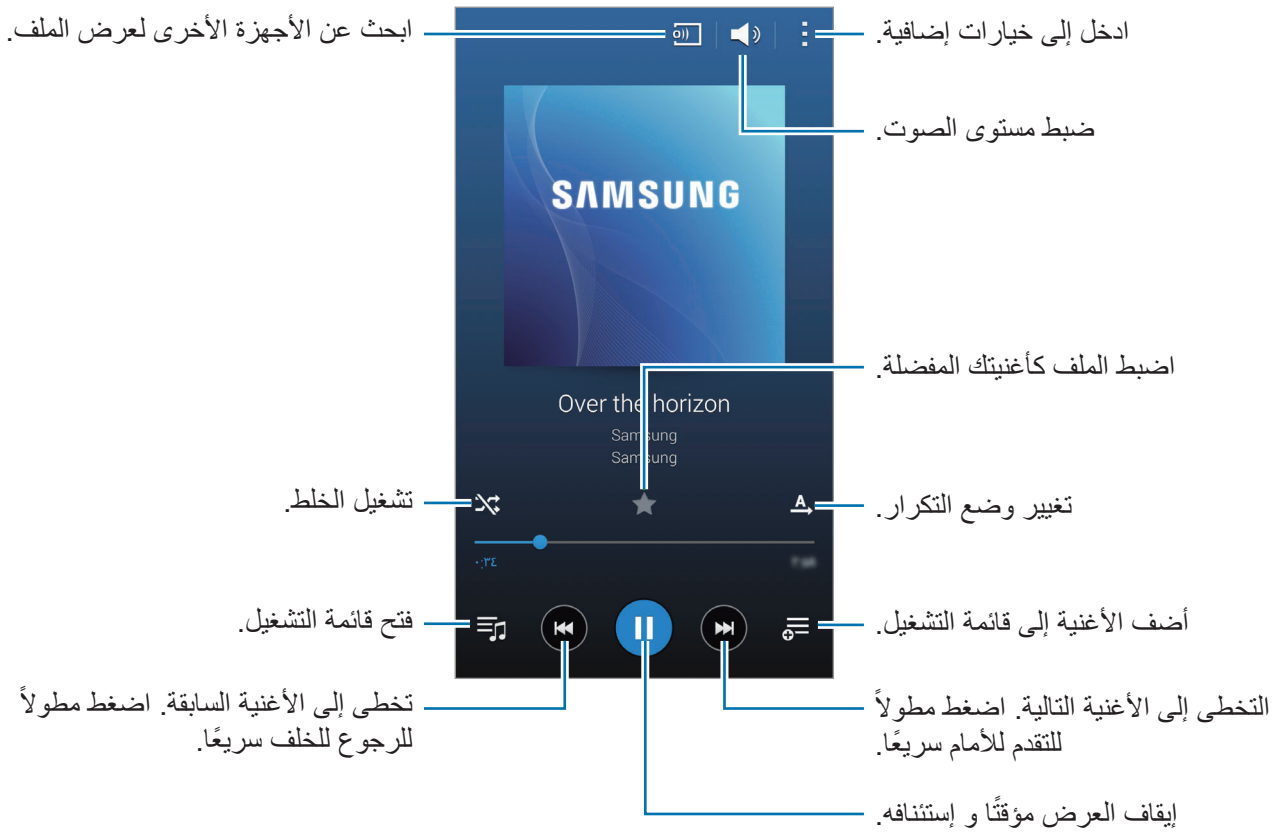 ابحث عن الأجهزة الأخرى لعرض الملف.
ادخل إلى خيارات إضافية.
ضبط مستوى الصوت.
SAMSUNG
اضبط الملف كأغنيتك المفضلة.
Over the horizon
Samsung
Samsung
تشغيل الخلط.
تغيير وضع التكرار.
A
٠:٣٤
فتح قائمة التشغيل.
أضف الأغنية إلى قائمة التشغيل.
تخطى إلى الأغنية السابقة. اضغط مطولاً
للرجوع للخلف سريعًا.
التخطى إلى الأغنية التالية. اضغط مطولاً
للتقدم للأمام سريعًا.
إيقاف العرض مؤقتًا و إستئنافه.